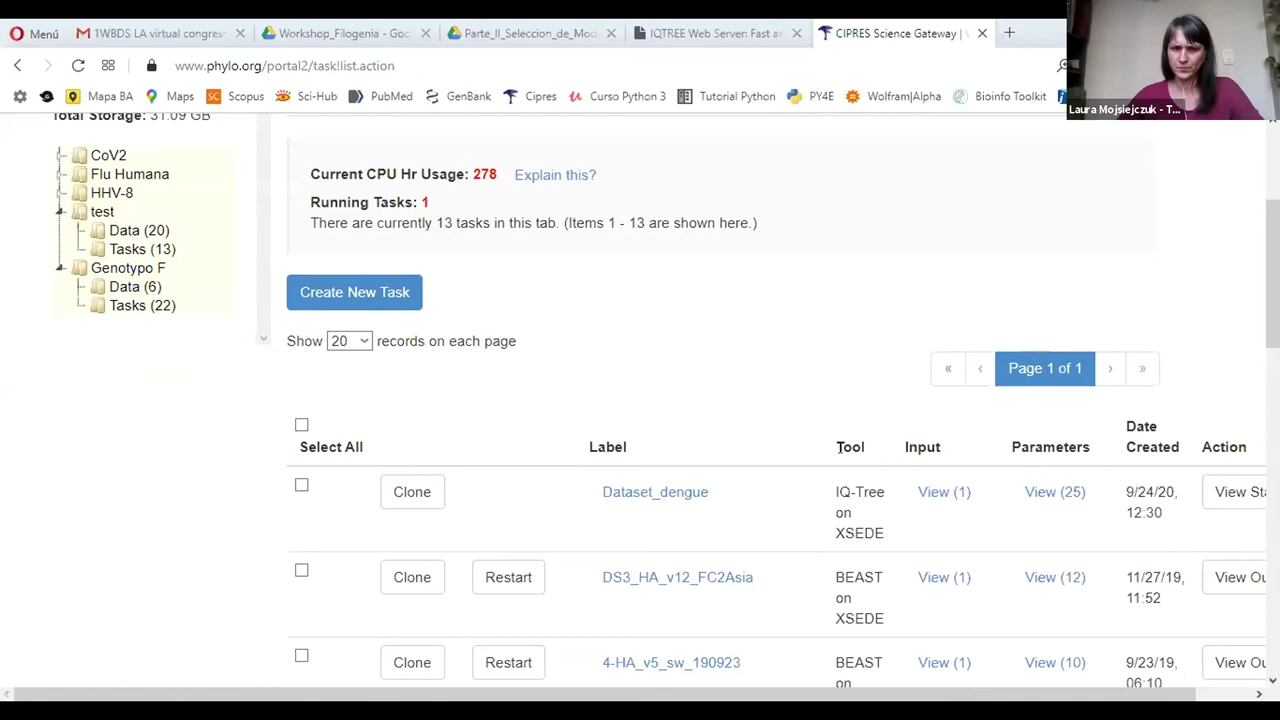 Menú
1WBDS LA virtual congres
Workshop_Filogenia - Goo
Parte_II_Seleccion_de_Mod
IQTREE Web Server: Fast an
CIPRES Science Gateway |
www.phylo.org/portal2/task!list.action
Mapa BA
Maps
SC Scopus
Sci-Hub
PubMed
GenBank
Cipres
Curso Python 3
Tutorial Python
PY4E
Wolfram|Alpha
Bioinfo Toolkit
Laura Mojsiejczuk - T...
Total Storage: 31.09 GB
CoV2
Flu Humana
HHV-8
test
Data (20)
Tasks (13)
Genotypo F
Data (6)
Tasks (22)
Current CPU Hr Usage: 278 Explain this?
Running Tasks: 1
There are currently 13 tasks in this tab. (Items 1 - 13 are shown here.)
Create New Task
Show 20 records on each page
« ‹ Page 1 of 1 › »
Select All
Label
Tool
Input
Parameters
Date
Created
Action
Clone
Dataset_dengue
IQ-Tree
on
XSEDE
View (1)
View (25)
9/24/20,
12:30
View Sta
Clone
Restart
DS3_HA_v12_FC2Asia
BEAST
on
XSEDE
View (1)
View (12)
11/27/19,
11:52
View Ou
Clone
Restart
4-HA_v5_sw_190923
BEAST
on
View (1)
View (10)
9/23/19,
06:10
View Ou